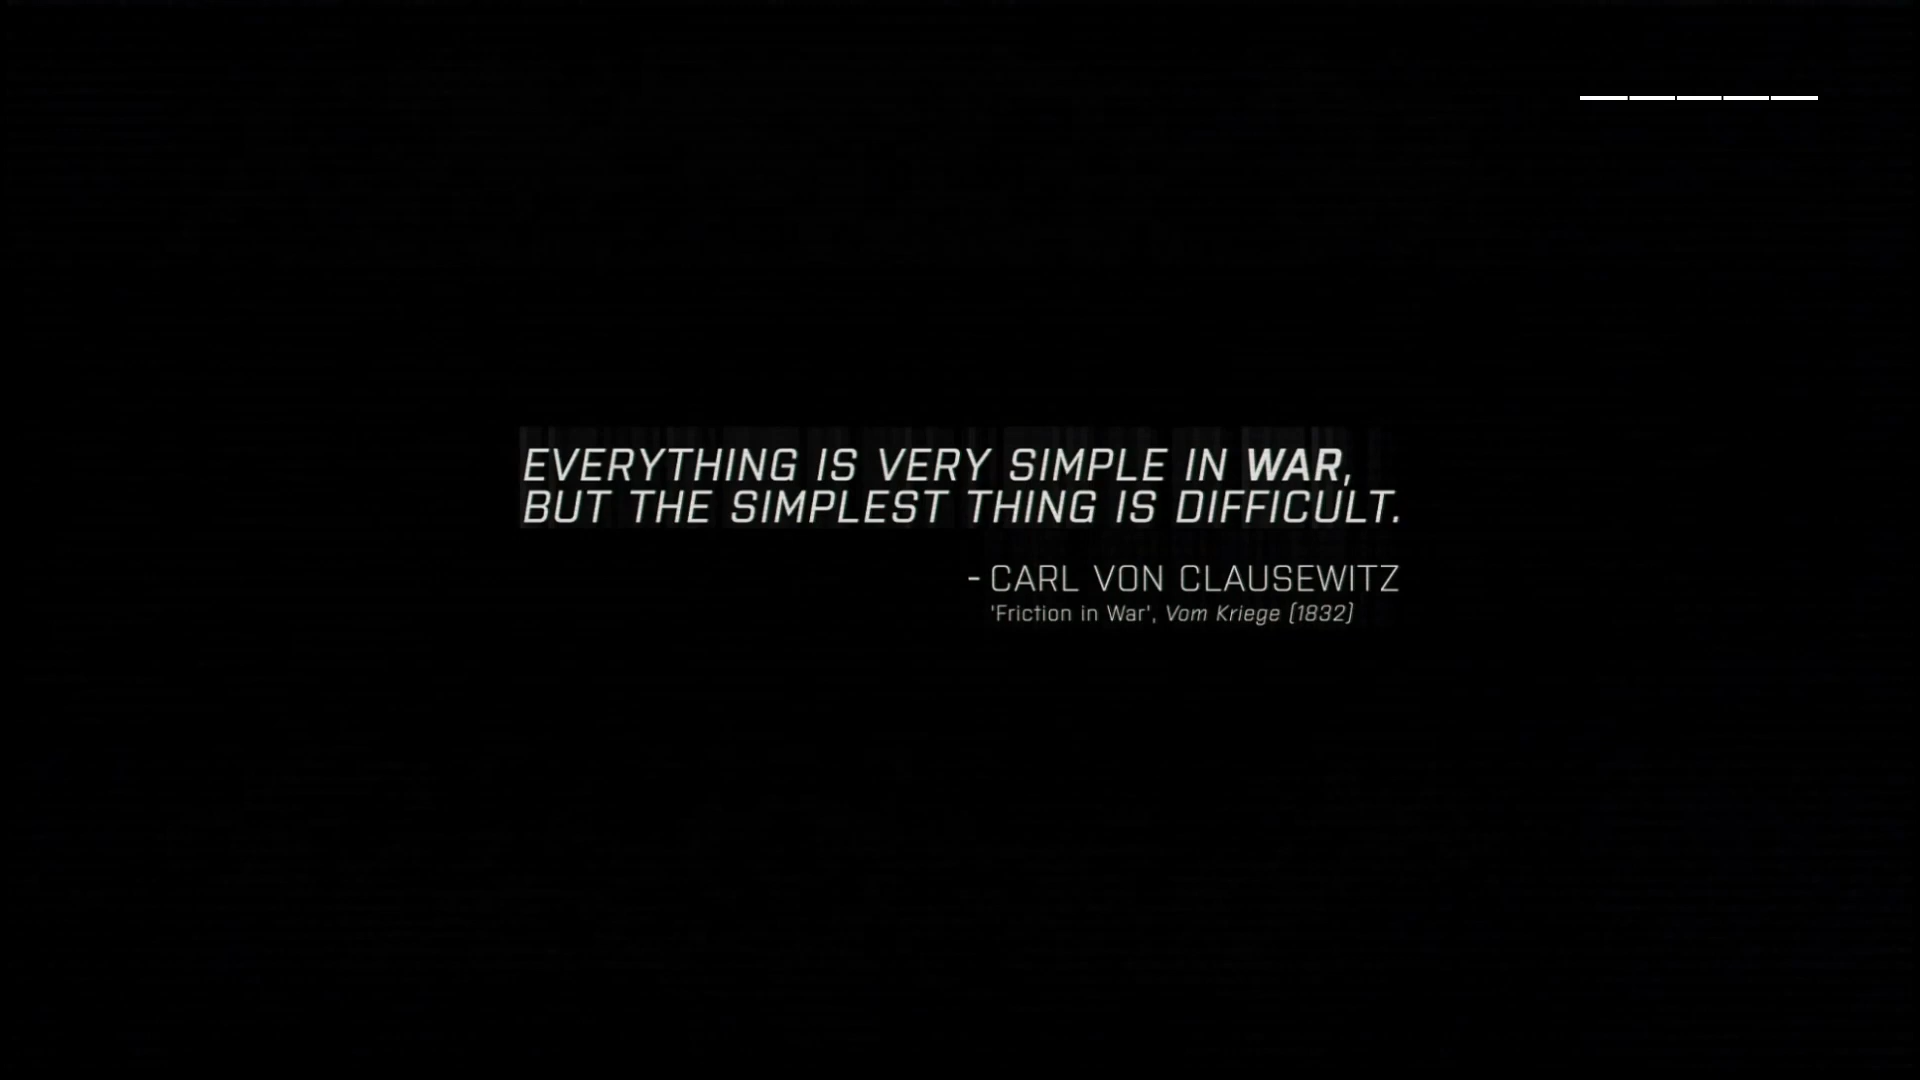 EVERYTHING IS VERY SIMPLE IN WAR,
BUT THE SIMPLEST THING IS DIFFICULT.
- CARL VON CLAUSEWITZ
'Friction in War', Vom Kriege (1832)